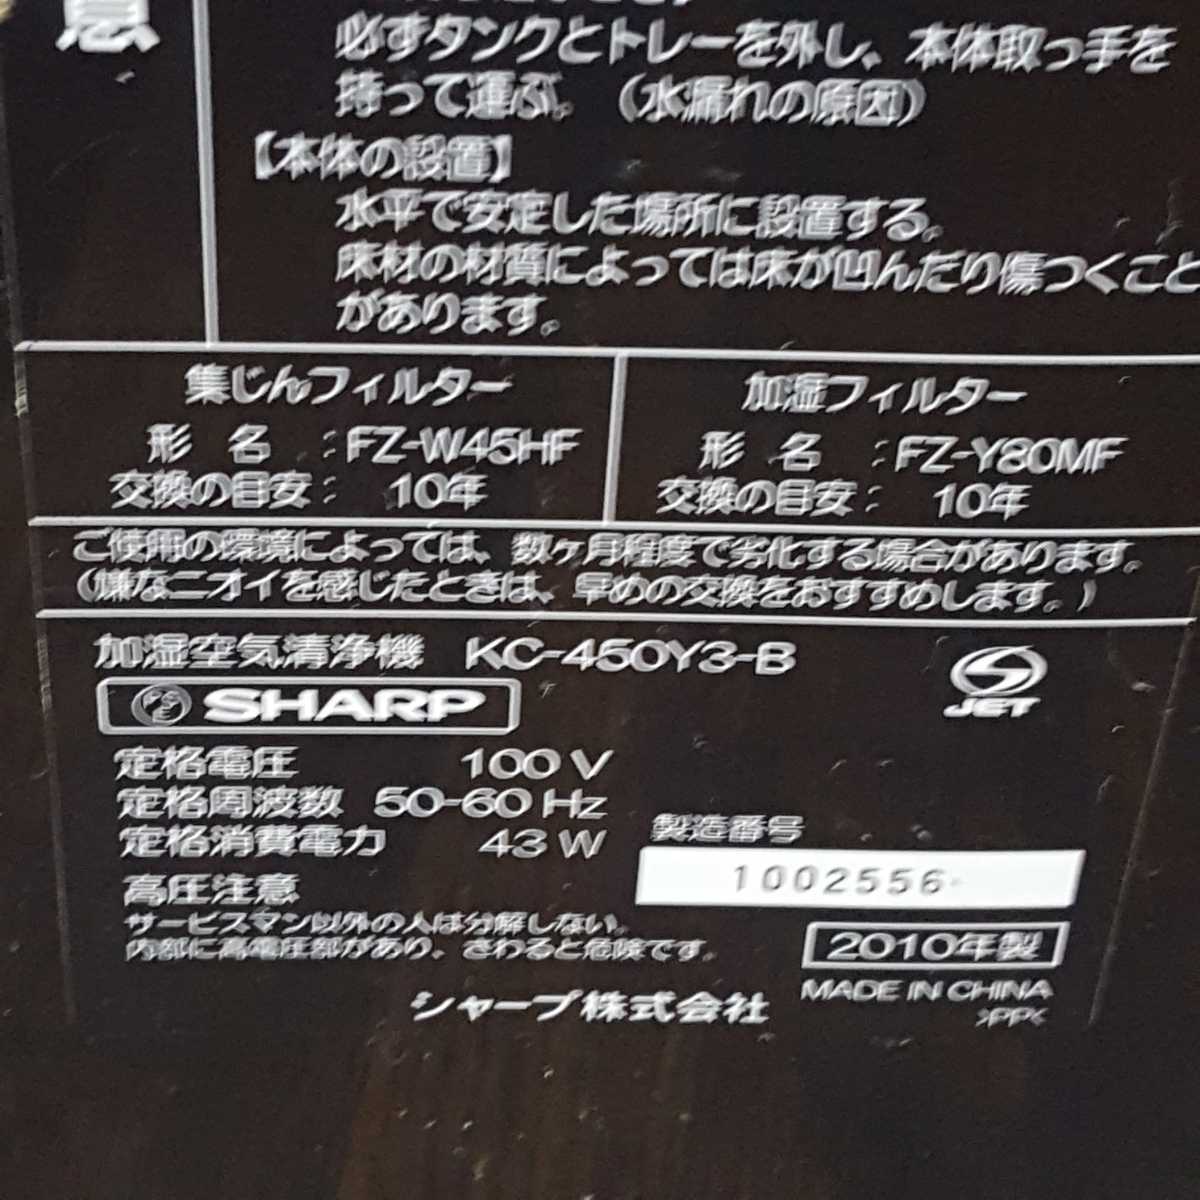 必ずタンクとトレーを外し、本体取っ手を
持って運ぶ。(水漏れの原因)
【本体の設置】
水平で安定した場所に設置する。
床材の材質によっては床が凹んだり傷つくこと
があります。
集じんフィルター
形 名 :FZ-W45HF
交換の目安: 10年
加湿フィルター
形 名 :FZ-Y80MF
交換の目安: 10年
ご使用の環境によっては、数ヶ月程度で劣化する場合があります。
(嫌なニオイを感じたときは、早めの交換をおすすめします。)
加湿空気清浄機 KC-450Y3-B
JET
PSE SHARP
定格電圧 100 V
定格周波数 50-60 Hz
定格消費電力 43 W
製造番号
1002556
高圧注意
サービスマン以外の人は分解しない。
内部に高電圧部があり、さわると危険です。
2010年製
シャープ株式会社
MADE IN CHINA
>PP<